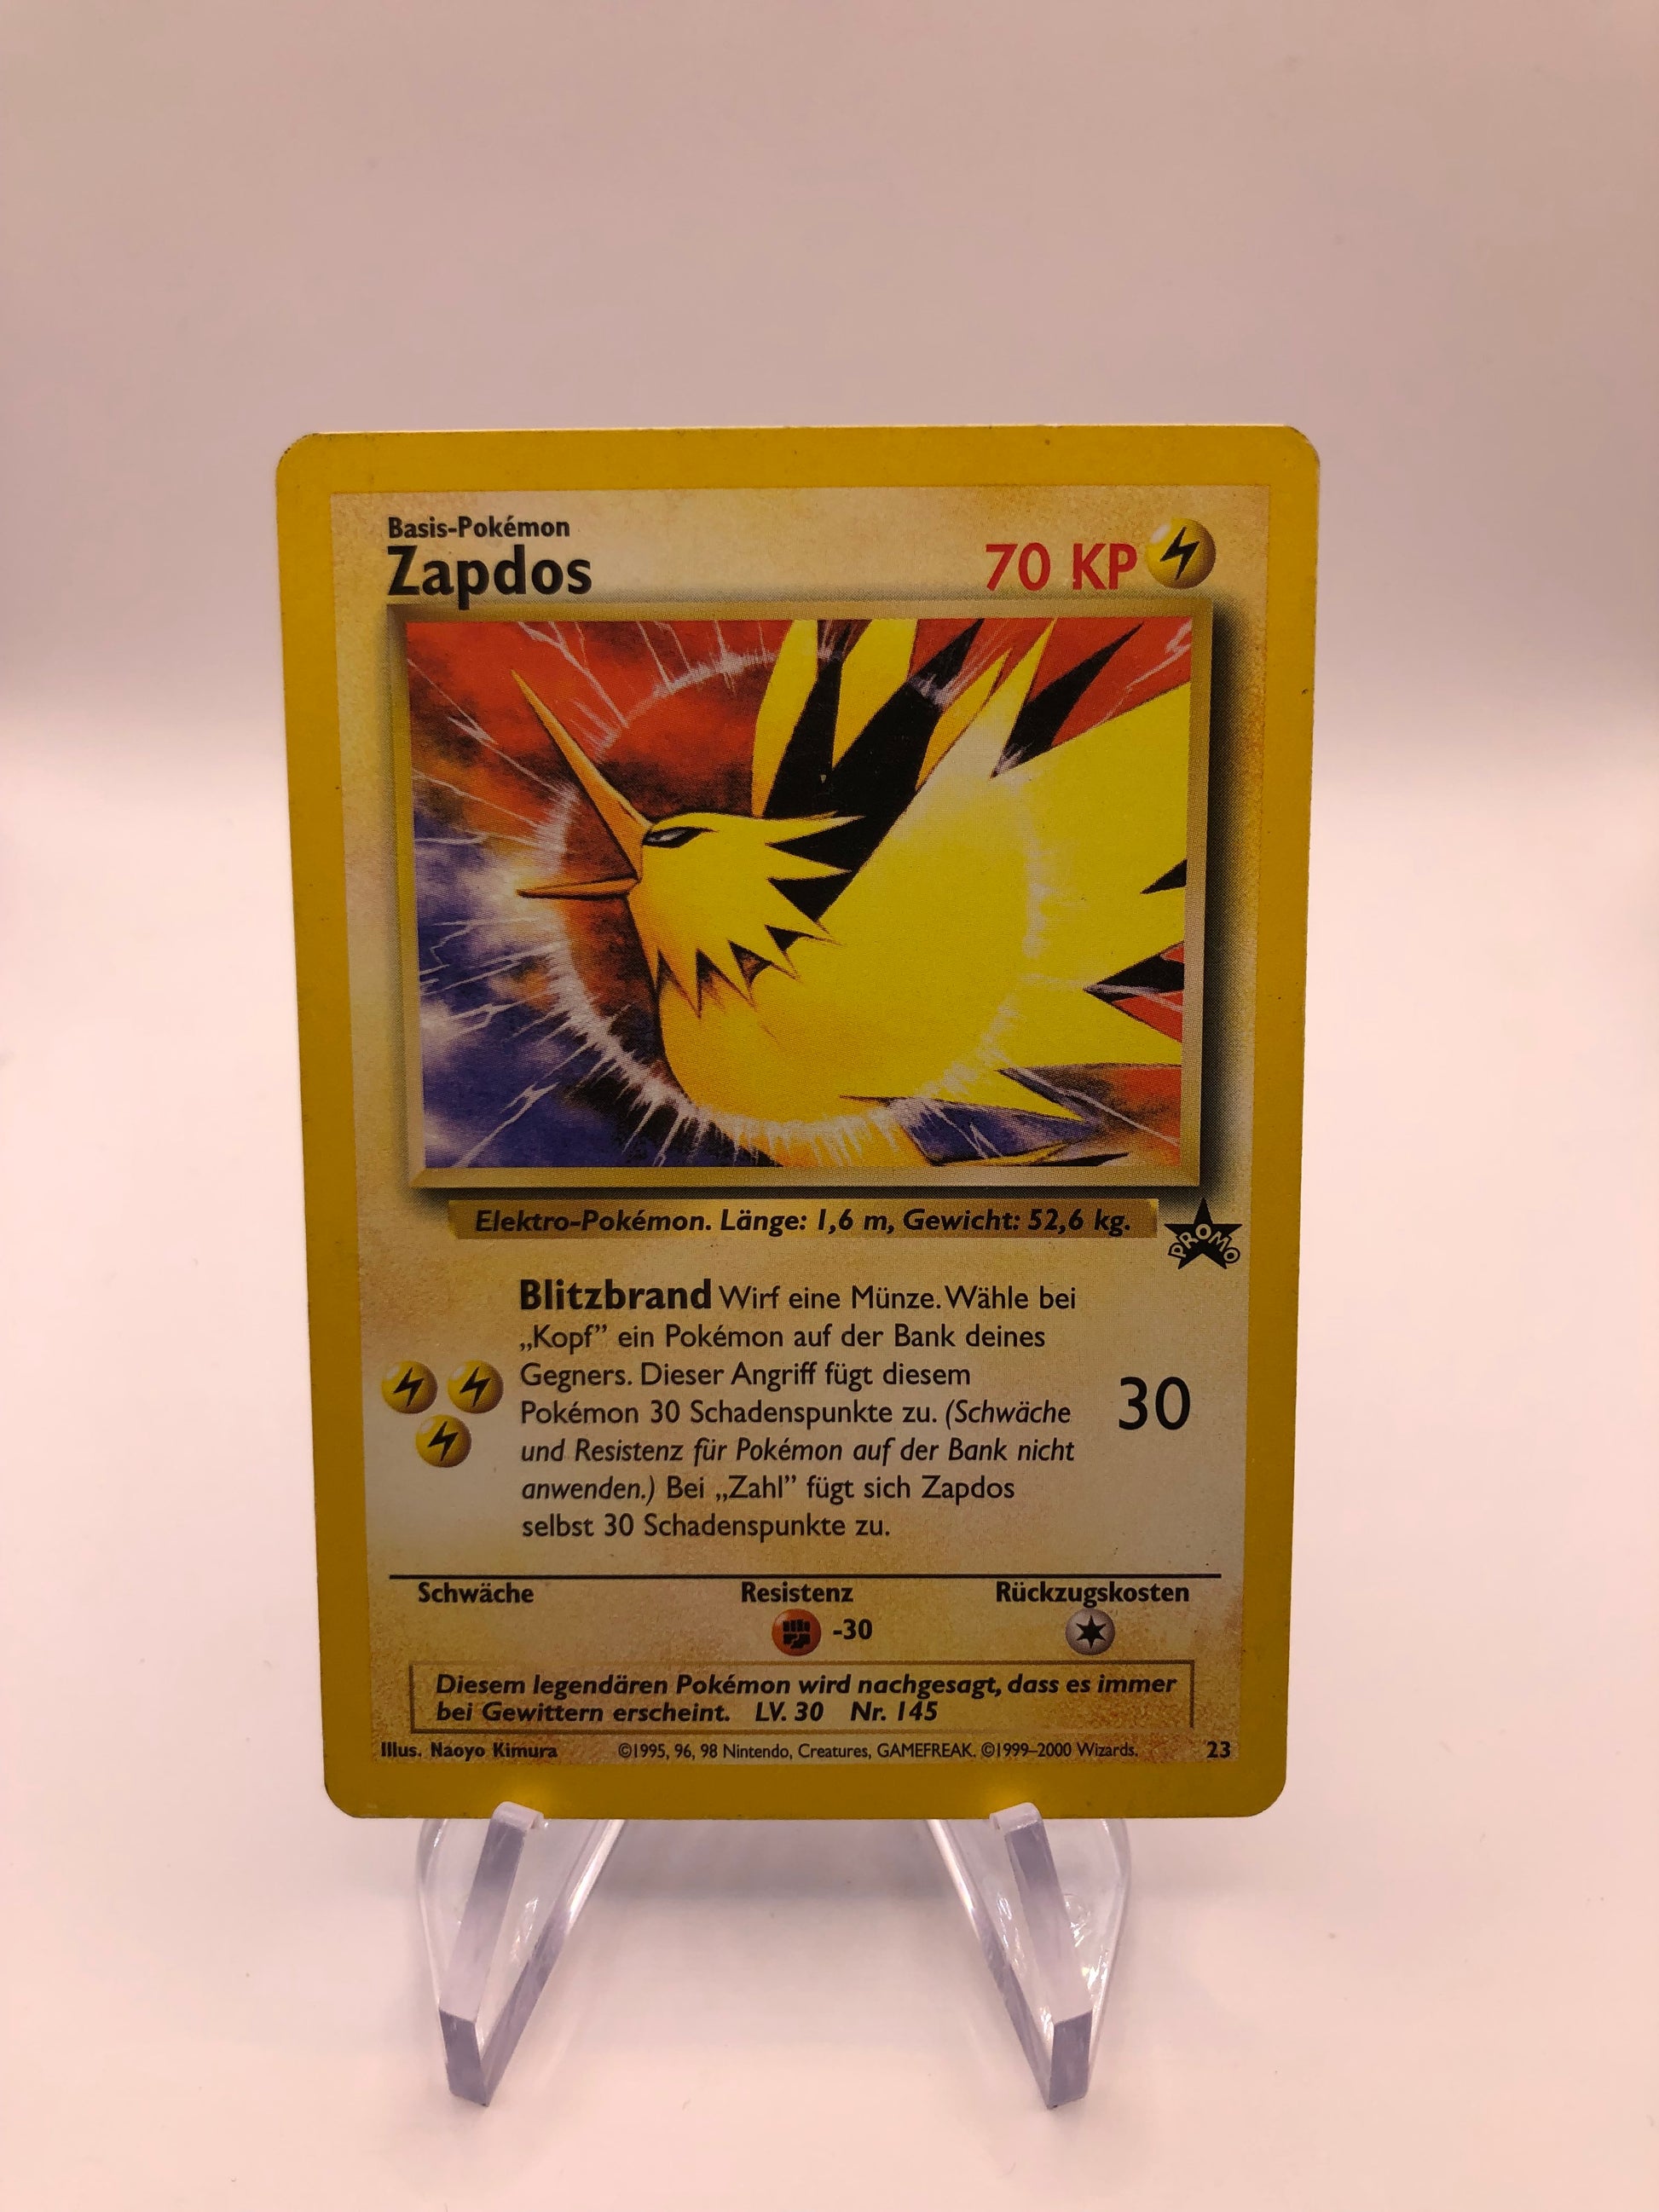 Basis-Pokémon
Zapdos
70 KP
Elektro-Pokémon. Länge: 1,6 m, Gewicht: 52,6 kg.
PROMO
Blitzbrand Wirf eine Münze. Wähle bei
„Kopf” ein Pokémon auf der Bank deines
Gegners. Dieser Angriff fügt diesem
Pokémon 30 Schadenspunkte zu. (Schwäche
und Resistenz für Pokémon auf der Bank nicht
anwenden.) Bei „Zahl” fügt sich Zapdos
selbst 30 Schadenspunkte zu.
30
Schwäche Resistenz Rückzugskosten
-30
Diesem legendären Pokémon wird nachgesagt, dass es immer
bei Gewittern erscheint. LV. 30 Nr. 145
Illus. Naoyo Kimura ©1995, 96, 98 Nintendo, Creatures, GAMEFREAK. ©1999–2000 Wizards. 23